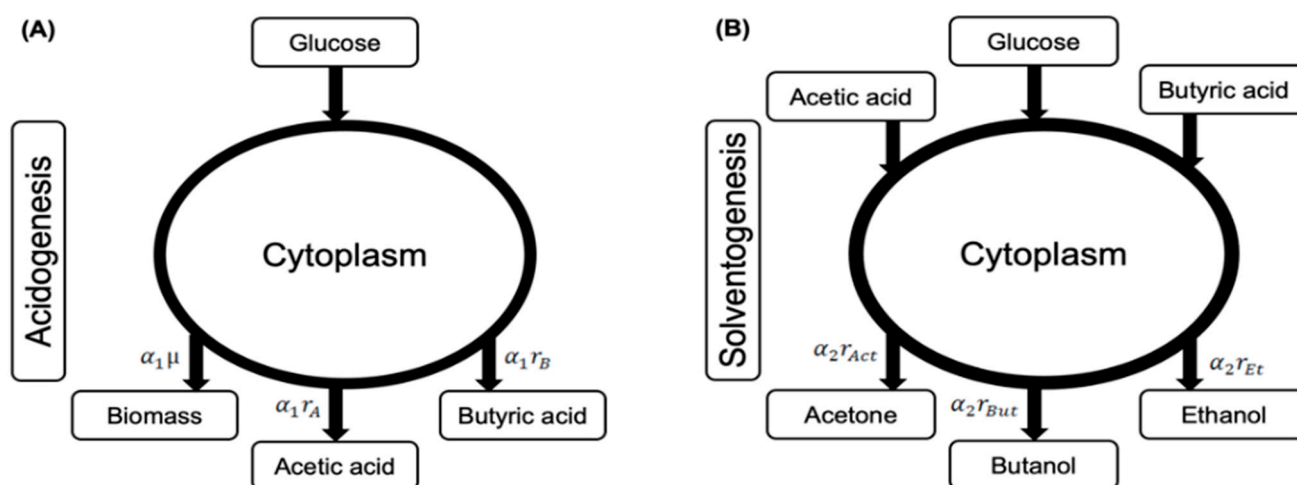 (A)
Glucose
Acidogenesis
Cytoplasm
α₁μ
α₁r_B
Biomass
α₁r_A
Butyric acid
Acetic acid
(B)
Glucose
Acetic acid
Butyric acid
Solventogenesis
Cytoplasm
α₂r_Act
α₂r_Et
Acetone
α₂r_But
Ethanol
Butanol